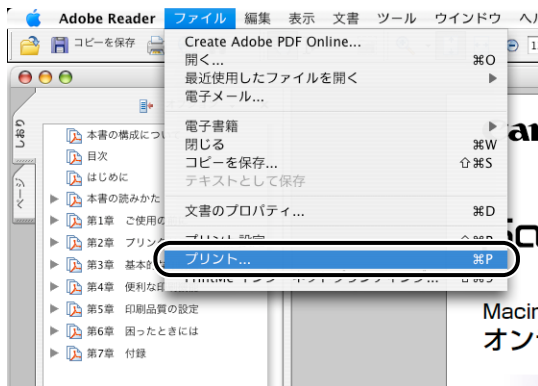 Adobe Reader ファイル 編集 表示 文書 ツール ウインドウ ヘ
コピーを保存
Create Adobe PDF Online...
開く... ⌘O
最近使用したファイルを開く ▶
電子メール...
電子書籍 ▶
閉じる ⌘W
コピーを保存... ⇧⌘S
テキストとして保存
文書のプロパティ... ⌘D
プリント... ⌘P
しおり
ページ
本書の構成につい
目次
はじめに
本書の読みかた
第1章 ご使用の
第2章 プリンタ
第3章 基本的
第4章 便利な印
第5章 印刷品質の設定
第6章 困ったときには
第7章 付録
Macin
オン